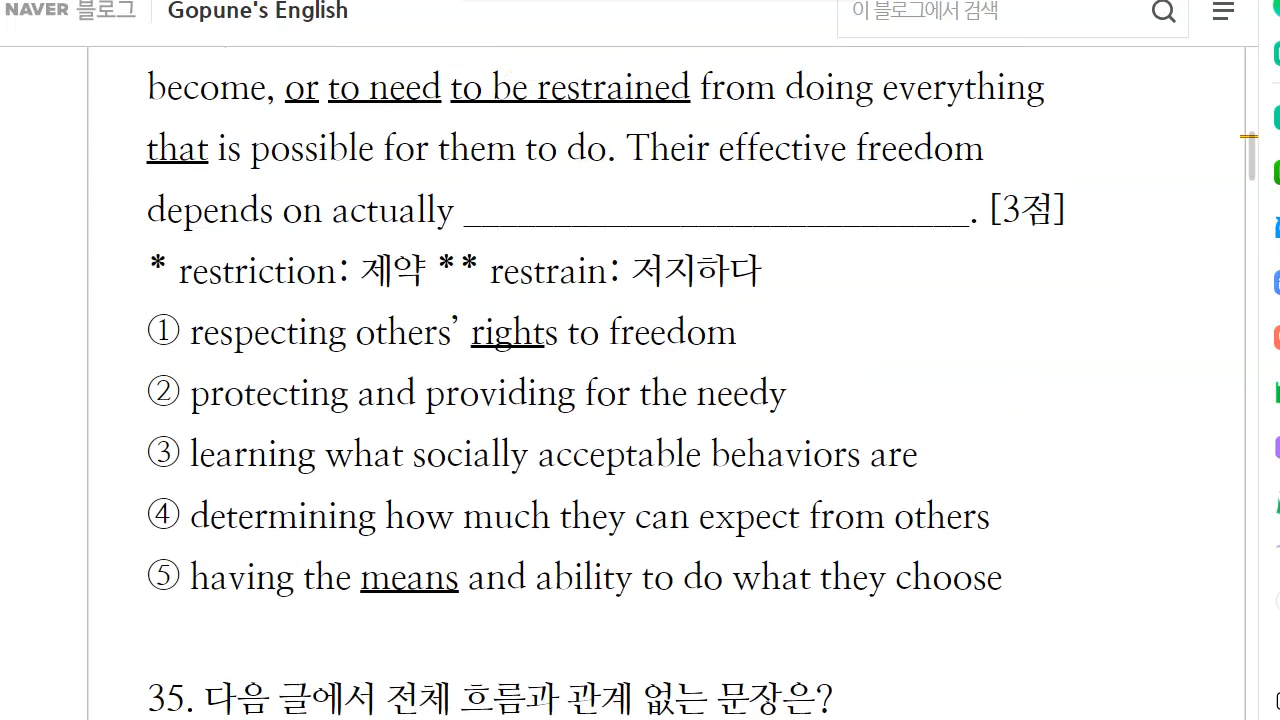 NAVER 블로그 Gopune's English 이 블로그에서 검색
become, or to need to be restrained from doing everything
that is possible for them to do. Their effective freedom
depends on actually ____________________________. [3점]
* restriction: 제약 ** restrain: 저지하다
① respecting others’ rights to freedom
② protecting and providing for the needy
③ learning what socially acceptable behaviors are
④ determining how much they can expect from others
⑤ having the means and ability to do what they choose
35. 다음 글에서 전체 흐름과 관계 없는 문장은?